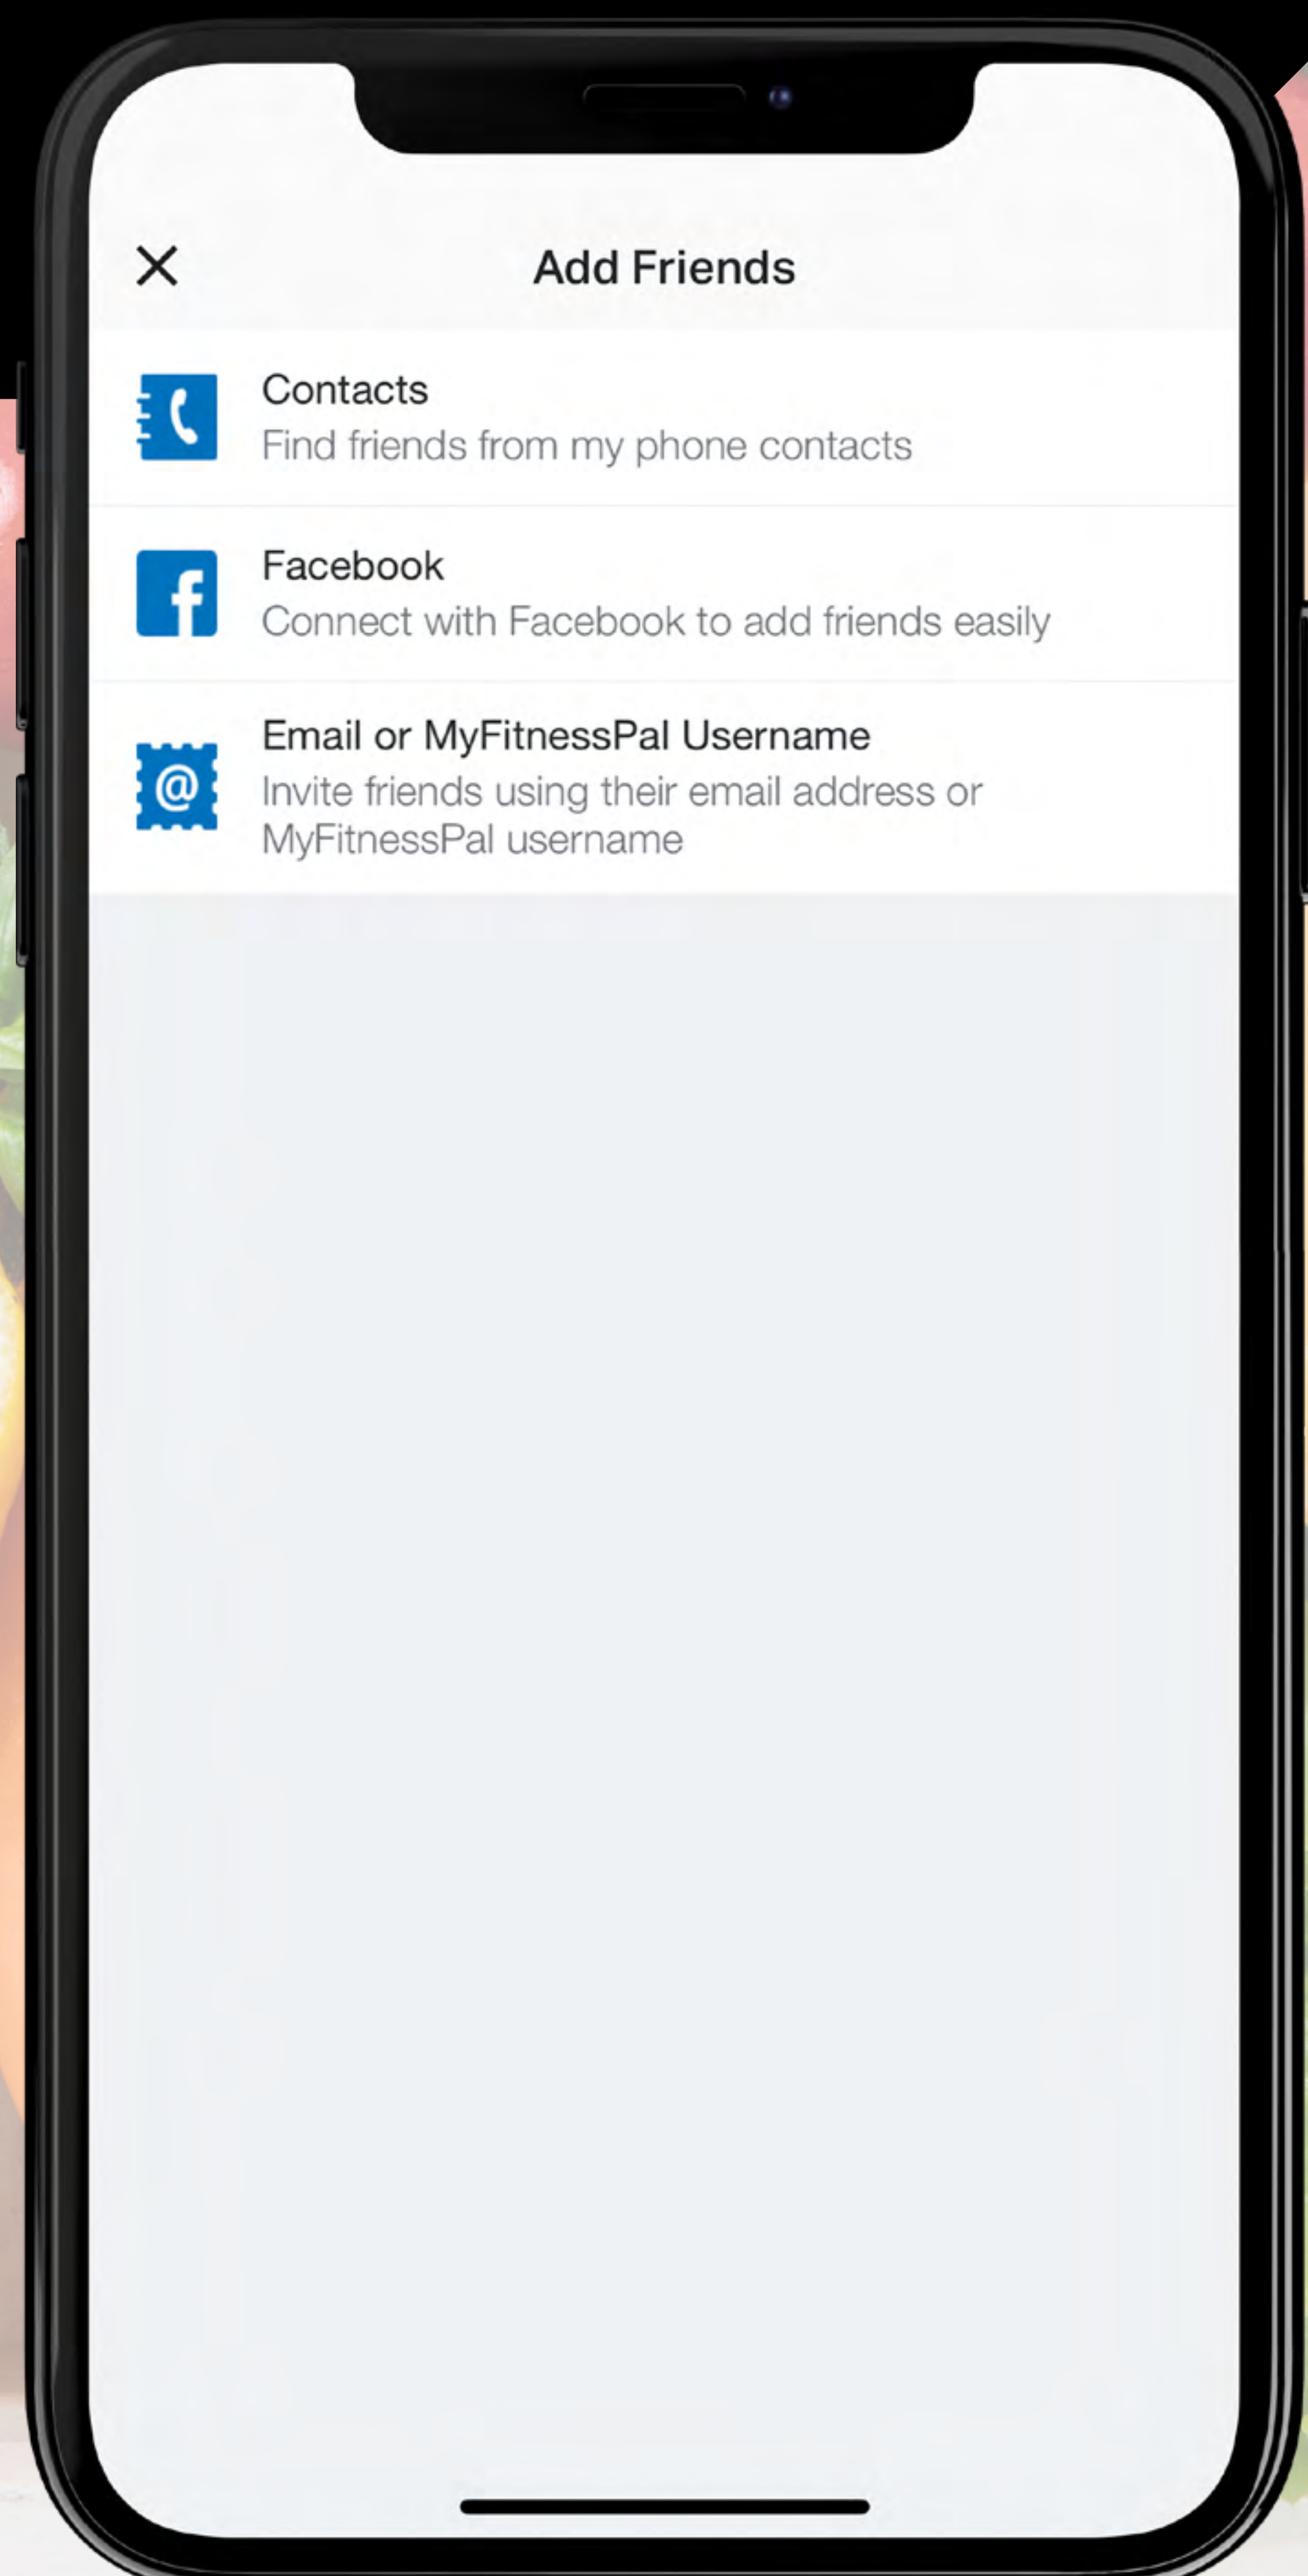 Add Friends
Contacts
Find friends from my phone contacts
Facebook
Connect with Facebook to add friends easily
Email or MyFitnessPal Username
Invite friends using their email address or
MyFitnessPal username